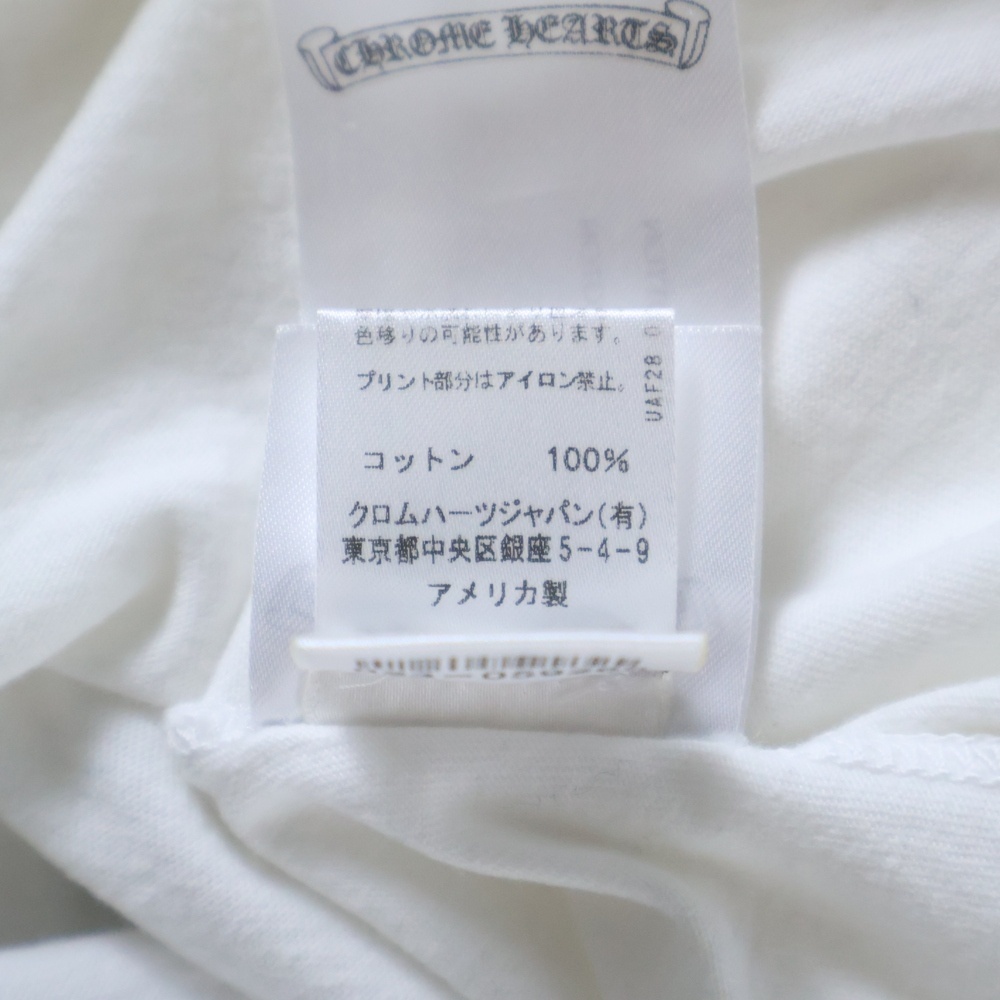 CHROME HEARTS
色移りの可能性があります。
プリント部分はアイロン禁止。
UAF28
コットン 100%
クロムハーツジャパン(有)
東京都中央区銀座5-4-9
アメリカ製